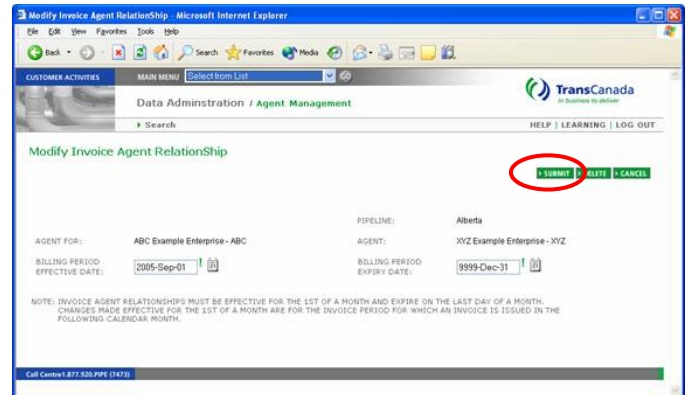 Modify Invoice Agent RelationShip - Microsoft Internet Explorer
File Edit View Favorites Tools Help
Back Search Favorites Media
CUSTOMER ACTIVITIES MAIN MENU Select from List GO
TransCanada
In business to deliver
Data Adminstration / Agent Management
Search HELP | LEARNING | LOG OUT
Modify Invoice Agent RelationShip
SUBMIT DELETE CANCEL
PIPELINE: Alberta
AGENT FOR: ABC Example Enterprise - ABC AGENT: XYZ Example Enterprise - XYZ
BILLING PERIOD EFFECTIVE DATE: 2005-Sep-01 ! BILLING PERIOD EXPIRY DATE: 9999-Dec-31 !
NOTE: INVOICE AGENT RELATIONSHIPS MUST BE EFFECTIVE FOR THE 1ST OF A MONTH AND EXPIRE ON THE LAST DAY OF A MONTH.
CHANGES MADE EFFECTIVE FOR THE 1ST OF A MONTH ARE FOR THE INVOICE PERIOD FOR WHICH AN INVOICE IS ISSUED IN THE
FOLLOWING CALENDAR MONTH.
Call Centre1.877.920.PIPE (7473)